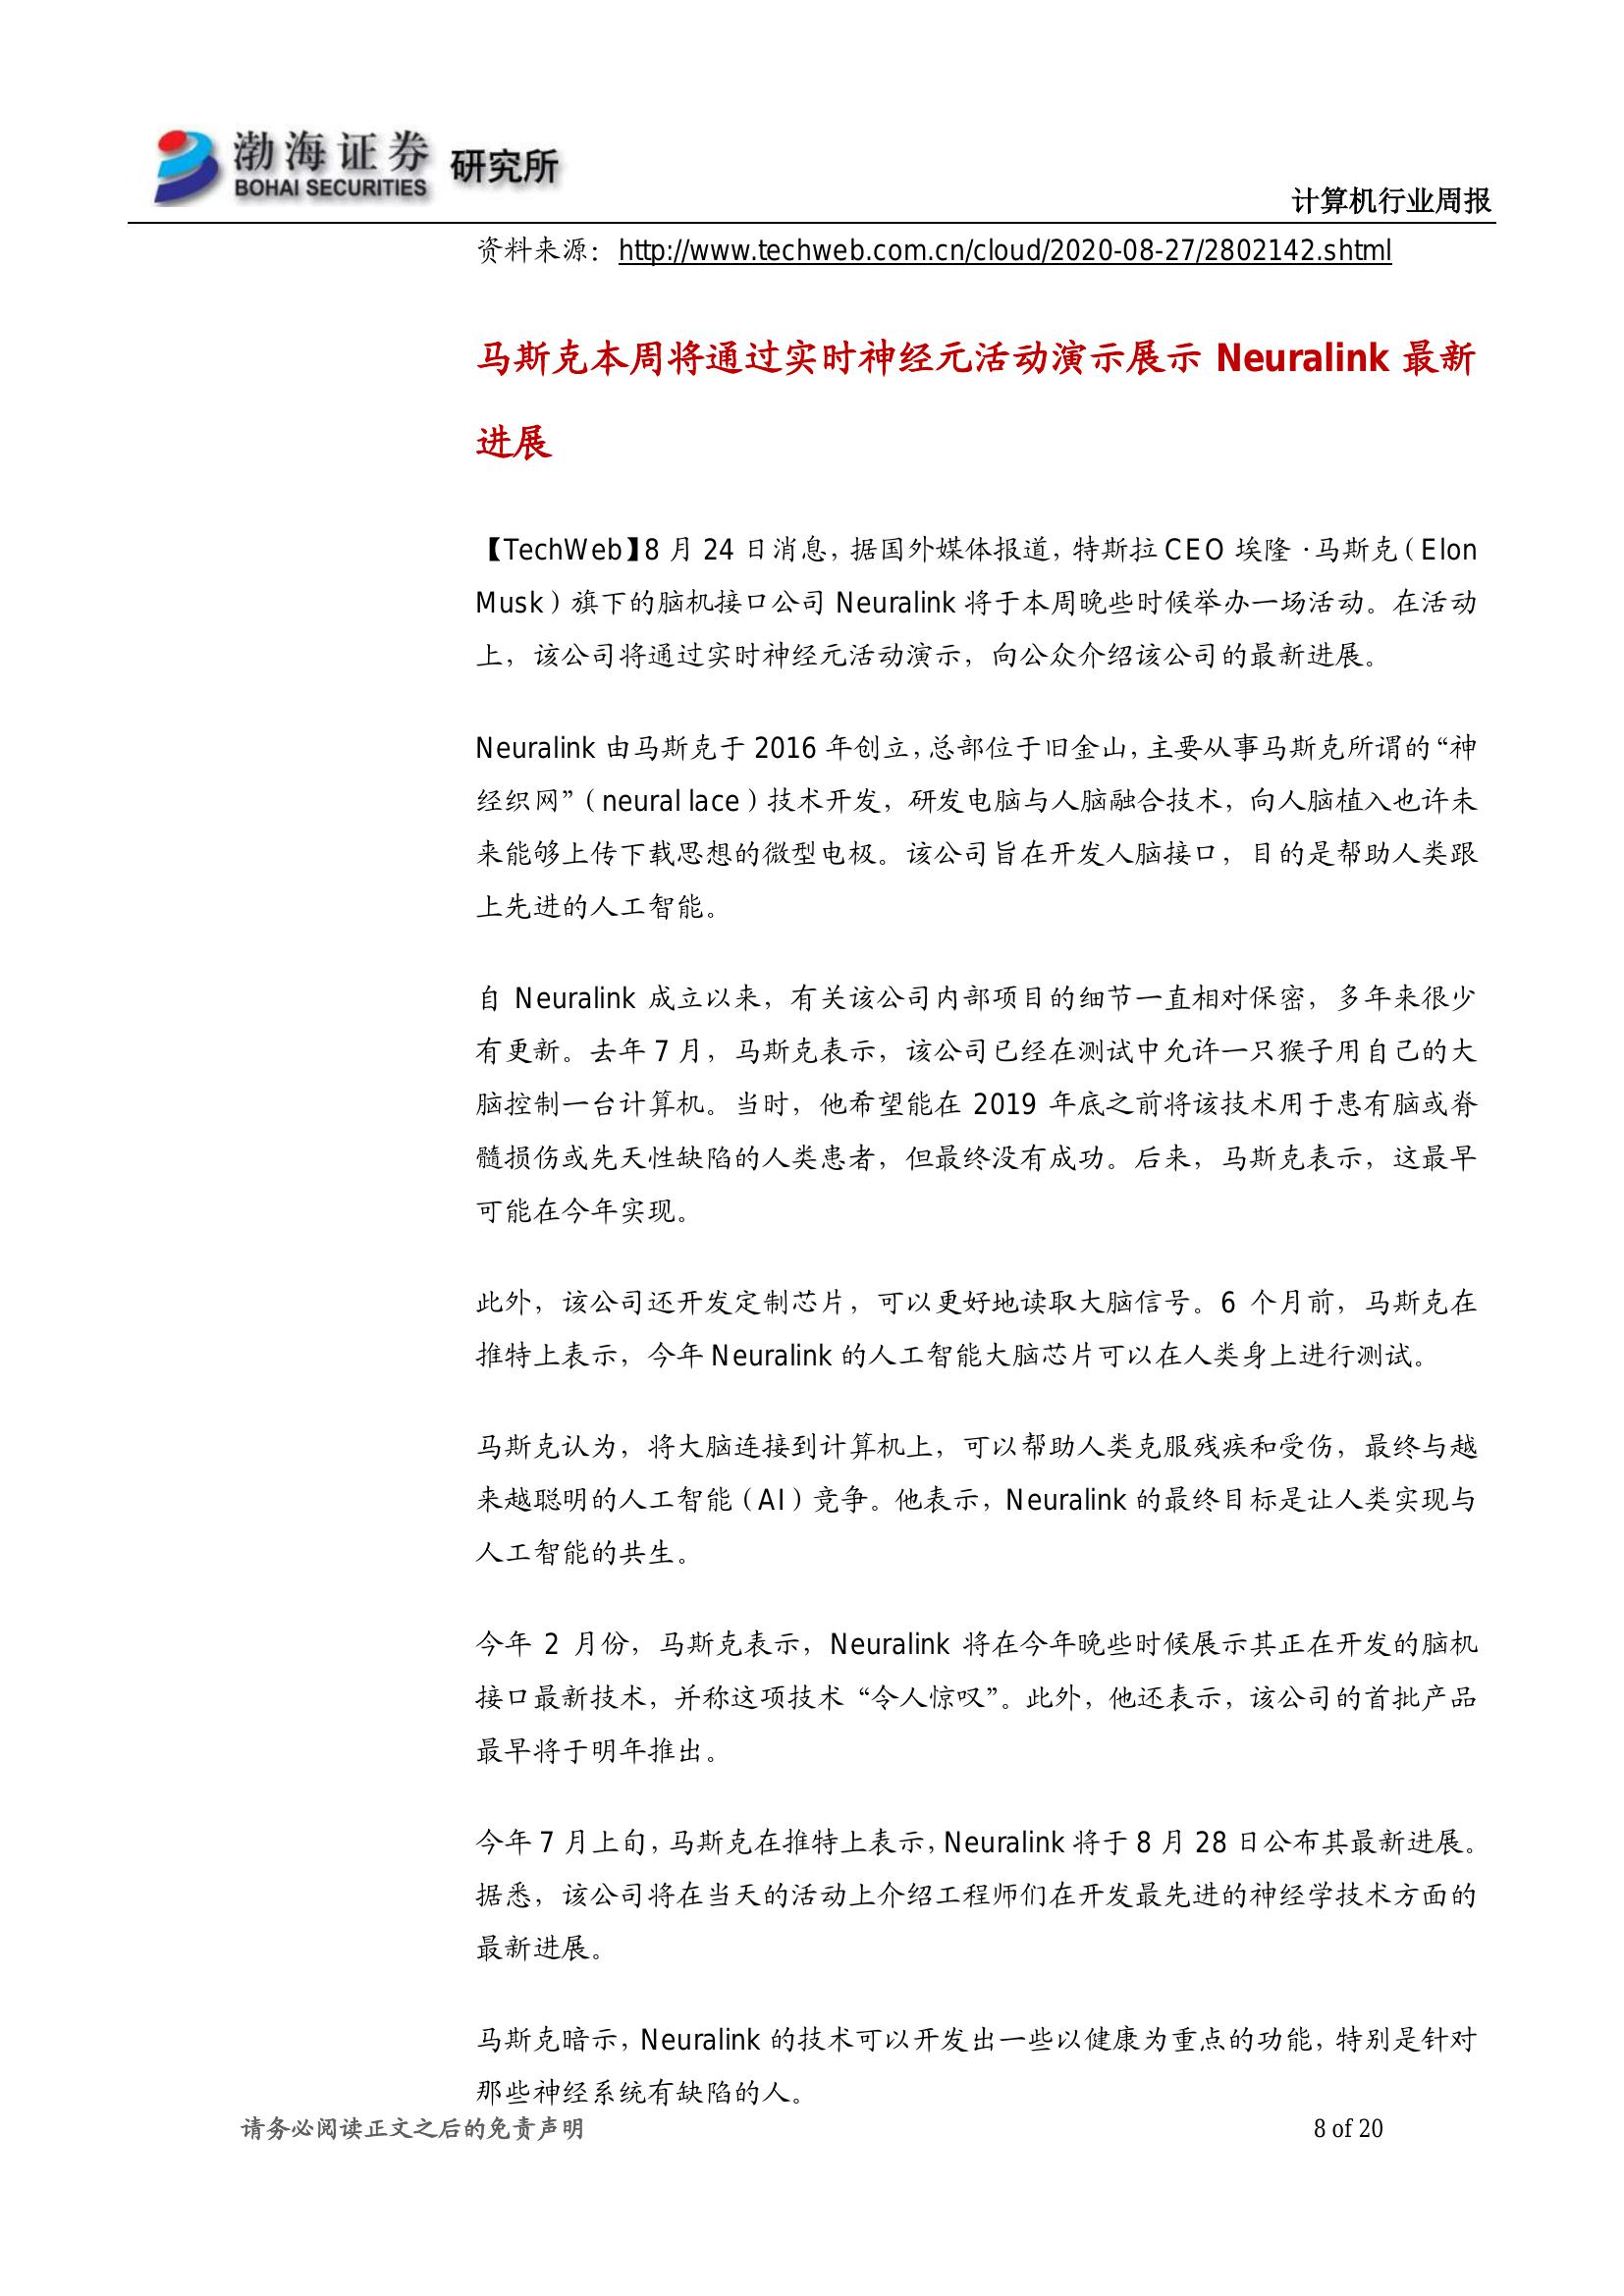 渤海证券 研究所
BOHAI SECURITIES
计算机行业周报
资料来源：http://www.techweb.com.cn/cloud/2020-08-27/2802142.shtml
马斯克本周将通过实时神经元活动演示展示 Neuralink 最新
进展
【TechWeb】8 月 24 日消息，据国外媒体报道，特斯拉 CEO 埃隆·马斯克（Elon
Musk）旗下的脑机接口公司 Neuralink 将于本周晚些时候举办一场活动。在活动
上，该公司将通过实时神经元活动演示，向公众介绍该公司的最新进展。
Neuralink 由马斯克于 2016 年创立，总部位于旧金山，主要从事马斯克所谓的“神
经织网”（neural lace）技术开发，研发电脑与人脑融合技术，向人脑植入也许未
来能够上传下载思想的微型电极。该公司旨在开发人脑接口，目的是帮助人类跟
上先进的人工智能。
自 Neuralink 成立以来，有关该公司内部项目的细节一直相对保密，多年来很少
有更新。去年 7 月，马斯克表示，该公司已经在测试中允许一只猴子用自己的大
脑控制一台计算机。当时，他希望能在 2019 年底之前将该技术用于患有脑或脊
髓损伤或先天性缺陷的人类患者，但最终没有成功。后来，马斯克表示，这最早
可能在今年实现。
此外，该公司还开发定制芯片，可以更好地读取大脑信号。6 个月前，马斯克在
推特上表示，今年 Neuralink 的人工智能大脑芯片可以在人类身上进行测试。
马斯克认为，将大脑连接到计算机上，可以帮助人类克服残疾和受伤，最终与越
来越聪明的人工智能（AI）竞争。他表示，Neuralink 的最终目标是让人类实现与
人工智能的共生。
今年 2 月份，马斯克表示，Neuralink 将在今年晚些时候展示其正在开发的脑机
接口最新技术，并称这项技术“令人惊叹”。此外，他还表示，该公司的首批产品
最早将于明年推出。
今年 7 月上旬，马斯克在推特上表示，Neuralink 将于 8 月 28 日公布其最新进展。
据悉，该公司将在当天的活动上介绍工程师们在开发最先进的神经学技术方面的
最新进展。
马斯克暗示，Neuralink 的技术可以开发出一些以健康为重点的功能，特别是针对
那些神经系统有缺陷的人。
请务必阅读正文之后的免责声明
8 of 20